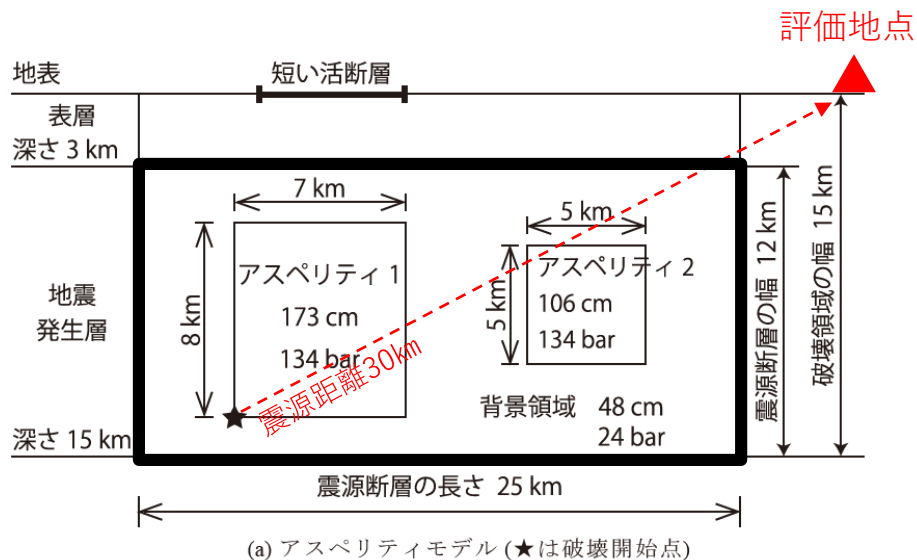 評価地点
地表
短い活断層
表層
深さ 3 km
7 km
5 km
アスペリティ 1
アスペリティ 2
173 cm
106 cm
134 bar
134 bar
8 km
5 km
地震
発生層
震源距離30㎞
背景領域 48 cm
24 bar
震源断層の幅 12 km
破壊領域の幅 15 km
深さ 15 km
震源断層の長さ 25 km
(a) アスペリティモデル (★は破壊開始点)